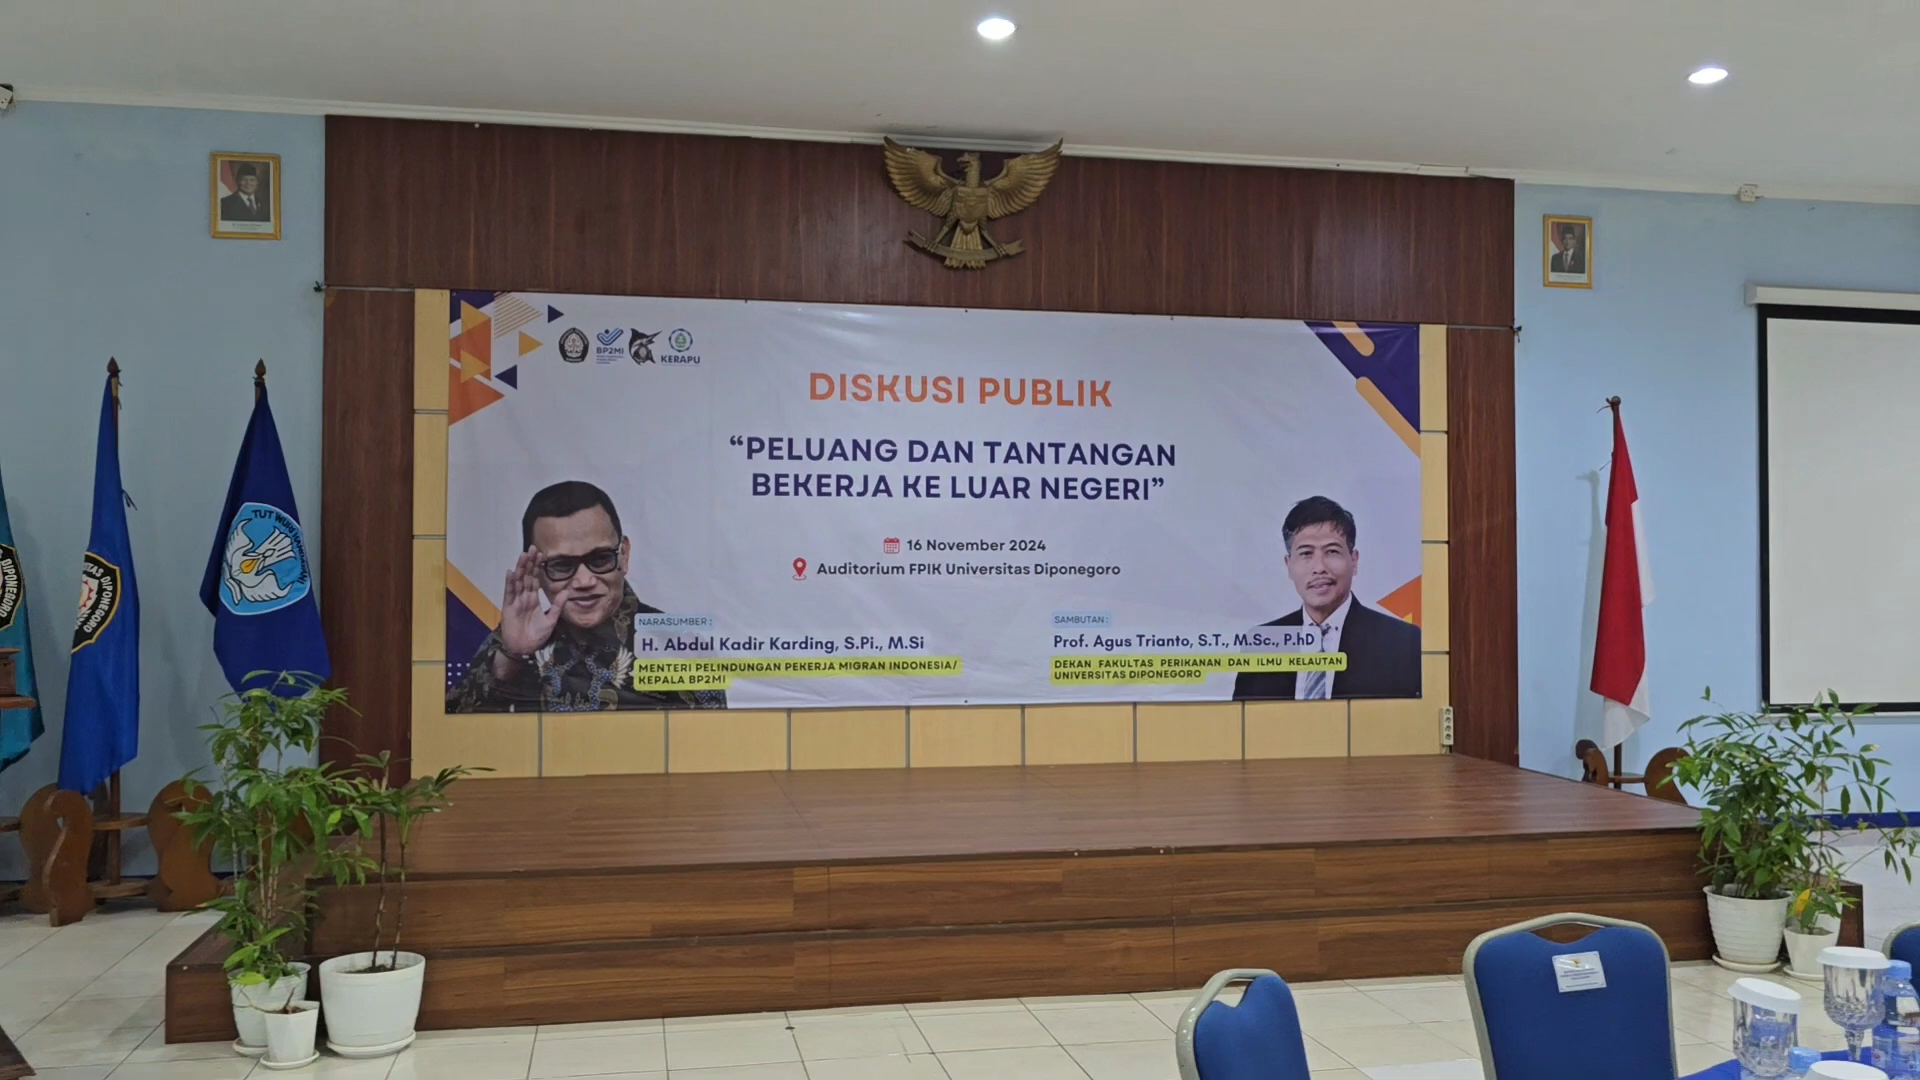 BP2MI
KERAPU
DISKUSI PUBLIK
“PELUANG DAN TANTANGAN
BEKERJA KE LUAR NEGERI”
16 November 2024
Auditorium FPIK Universitas Diponegoro
NARASUMBER :
H. Abdul Kadir Karding, S.Pi., M.Si
MENTERI PELINDUNGAN PEKERJA MIGRAN INDONESIA/
KEPALA BP2MI
SAMBUTAN :
Prof. Agus Trianto, S.T., M.Sc., P.hD
DEKAN FAKULTAS PERIKANAN DAN ILMU KELAUTAN
UNIVERSITAS DIPONEGORO
TUT WURI HANDAYANI
DIPONEGORO